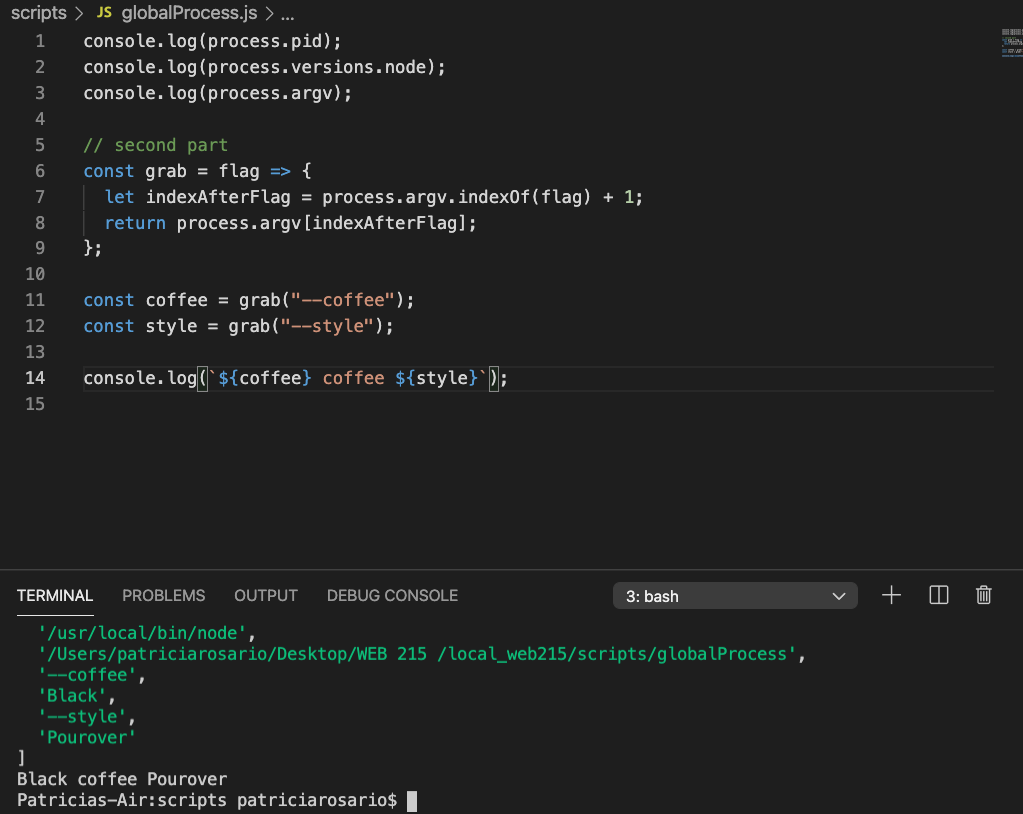 scripts > JS globalProcess.js > ...
1 console.log(process.pid);
2 console.log(process.versions.node);
3 console.log(process.argv);
4
5 // second part
6 const grab = flag => {
7   let indexAfterFlag = process.argv.indexOf(flag) + 1;
8   return process.argv[indexAfterFlag];
9 };
10
11 const coffee = grab("--coffee");
12 const style = grab("--style");
13
14 console.log(`${coffee} coffee ${style}`);
15
TERMINAL PROBLEMS OUTPUT DEBUG CONSOLE 3: bash
'/usr/local/bin/node',
'/Users/patriciarosario/Desktop/WEB 215 /local_web215/scripts/globalProcess',
'--coffee',
'Black',
'--style',
'Pourover'
]
Black coffee Pourover
Patricias-Air:scripts patriciarosario$